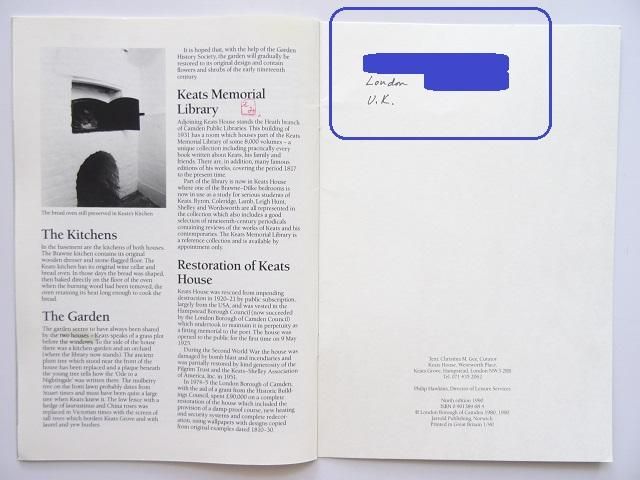 The bread oven still preserved in Keats's Kitchen
The Kitchens
In the basement are the kitchens of both houses.
The Brawne kitchen contains its original
wooden dresser and stone-flagged floor. The
Keats kitchen has its original wine cellar and
bread oven. In those days the bread was shaped,
then baked directly on the floor of the oven
when the burning wood had been removed, the
oven retaining its heat long enough to cook the
bread.
The Garden
The garden seems to have always been shared
by the two houses – Keats speaks of a grass plot
before the windows. To the side of the house
there was a kitchen-garden and an orchard
(where the library now stands). The ancient
plum tree which stood near the front of the
house has been replaced and a plaque beneath
the young tree tells how the 'Ode to a
Nightingale' was written there. The mulberry
tree on the front lawn probably dates from
Stuart times and must have been quite a large
tree when Keats knew it. The low fence with a
hedge of laurustinus and China roses was
replaced in Victorian times with the screen of
tall trees which borders Keats Grove and with
laurel and yew bushes.
It is hoped that, with the help of the Garden
History Society, the garden will gradually be
restored to its original design and contain
flowers and shrubs of the early nineteenth
century.
Keats Memorial
Library
Adjoining Keats House stands the Heath branch
of Camden Public Libraries. This building of
1931 has a room which houses part of the Keats
Memorial Library of some 8,000 volumes – a
unique collection including practically every
book written about Keats, his family and
friends. There are, in addition, many famous
editions of his works, covering the period 1817
to the present time.
Part of the library is now in Keats House
where one of the Brawne-Dilke bedrooms is
now in use as a study for serious students of
Keats. Byron, Coleridge, Lamb, Leigh Hunt,
Shelley and Wordsworth are all represented in
the collection which also includes a good
selection of nineteenth-century periodicals
containing reviews of the works of Keats and his
contemporaries. The Keats Memorial Library is
a reference collection and is available by
appointment only.
Restoration of Keats
House
Keats House was rescued from impending
destruction in 1920–21 by public subscription,
largely from the USA, and was vested in the
Hampstead Borough Council (now succeeded
by the London Borough of Camden Council)
which undertook to maintain it in perpetuity as
a fitting memorial to the poet. The house was
opened to the public for the first time on 9 May
1925.
During the Second World War the house was
damaged by bomb blast and incendiaries and
was partially restored by kind generosity of the
Pilgrim Trust and the Keats–Shelley Association
of America, Inc. in 1951.
In 1974–5 the London Borough of Camden,
with the aid of a grant from the Historic Build-
ings Council, spent £90,000 on a complete
restoration of the house which included the
provision of a damp-proof course, new heating
and security systems and complete redecor-
ation, using wallpapers with designs copied
from original examples dated 1810–30.
London
U.K.
Text: Christina M. Gee, Curator
Keats House, Wentworth Place,
Keats Grove, Hampstead, London NW3 2RR
Tel. 071 435 2062
Philip Hawkins, Director of Leisure Services
Ninth edition 1990
ISBN 0 901389 68 4
© London Borough of Camden 1980, 1990
Jarrold Publishing, Norwich
Printed in Great Britain 1/90